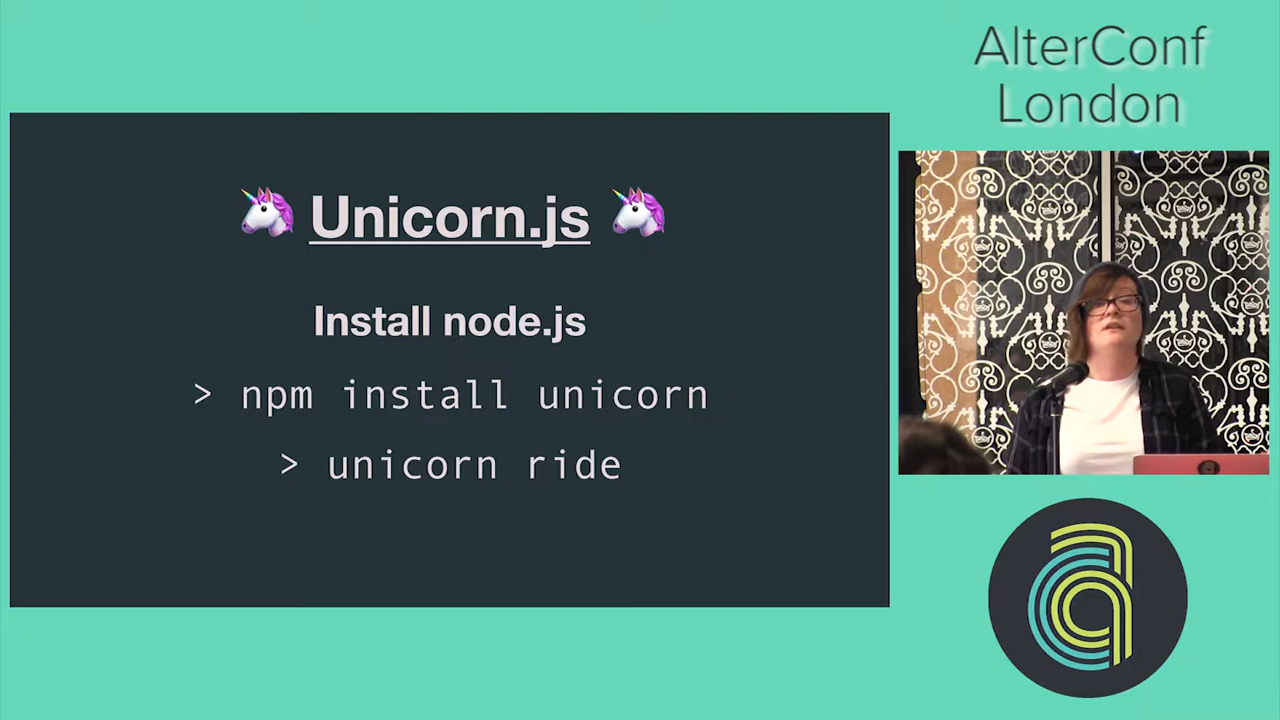 AlterConf
London
🦄 Unicorn.js 🦄
Install node.js
> npm install unicorn
> unicorn ride